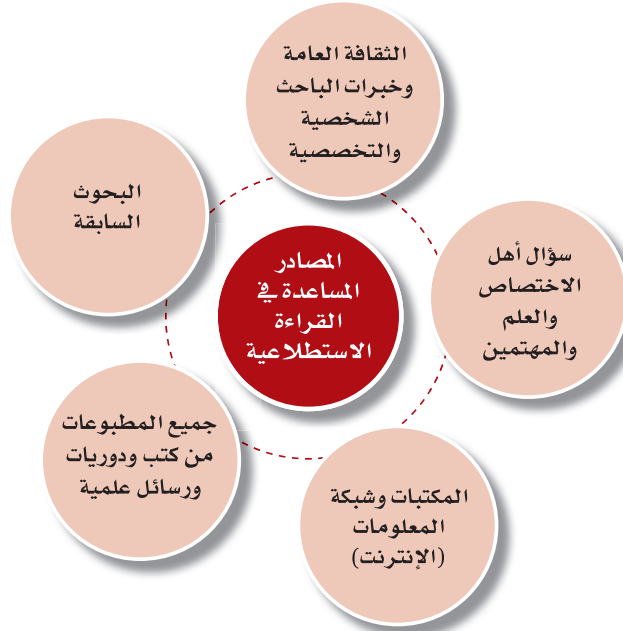 الثقافة العامة
وخبرات الباحث
الشخصية
والتخصصية
البحوث
السابقة
المصادر
المساعدة في
القراءة
الاستطلاعية
سؤال أهل
الاختصاص
والعلم
والمهتمين
جميع المطبوعات
من كتب ودوريات
ورسائل علمية
المكتبات وشبكة
المعلومات
(الإنترنت)